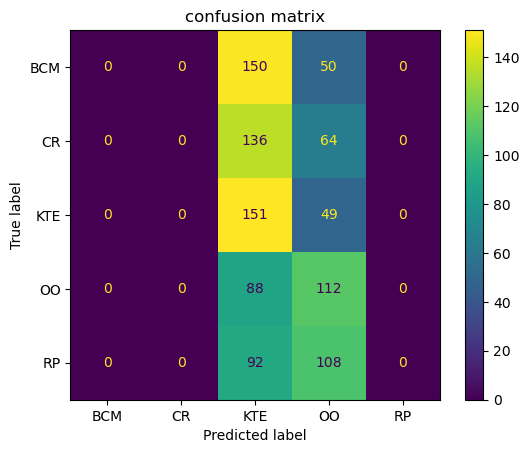 confusion matrix
BCM 0 0 150 50 0
CR 0 0 136 64 0
KTE 0 0 151 49 0
OO 0 0 88 112 0
RP 0 0 92 108 0
BCM CR KTE OO RP
Predicted label
True label
140
120
100
80
60
40
20
0